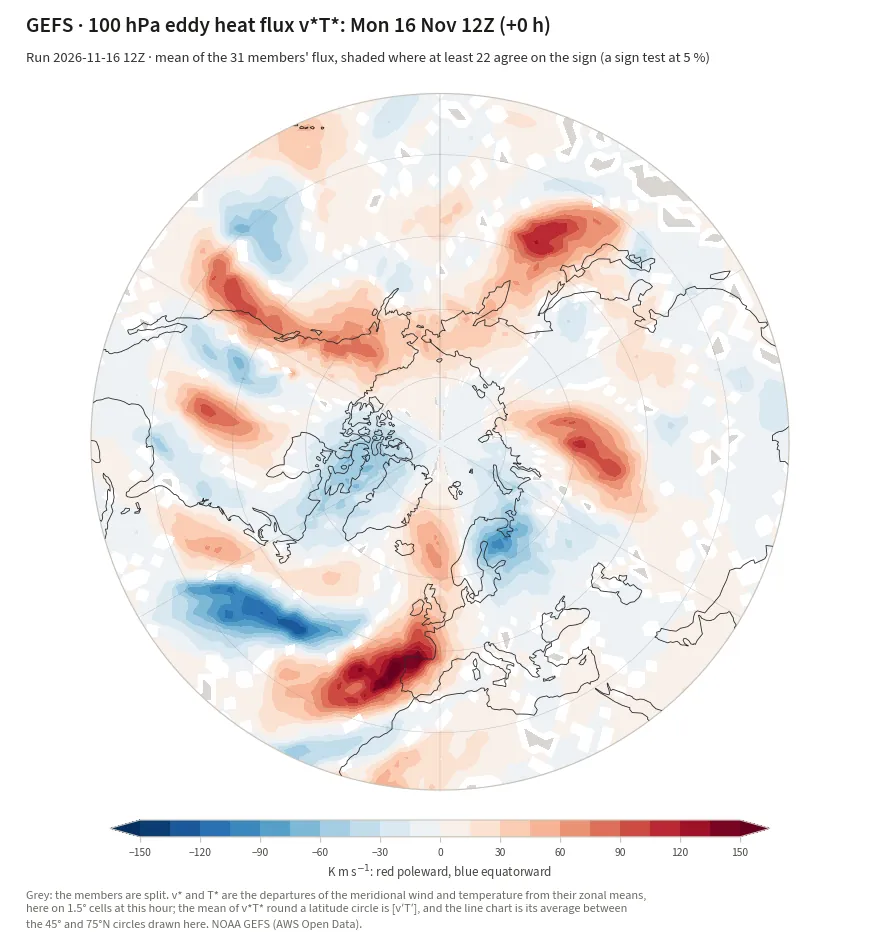 GEFS · 100 hPa eddy heat flux v*T*: Mon 16 Nov 12Z (+0 h)
Run 2026-11-16 12Z · mean of the 31 members' flux, shaded where at least 22 agree on the sign (a sign test at 5 %)
−150 −120 −90 −60 −30 0 30 60 90 120 150
K m s⁻¹: red poleward, blue equatorward
Grey: the members are split. v* and T* are the departures of the meridional wind and temperature from their zonal means,
here on 1.5° cells at this hour; the mean of v*T* round a latitude circle is [v'T'], and the line chart is its average between
the 45° and 75°N circles drawn here. NOAA GEFS (AWS Open Data).